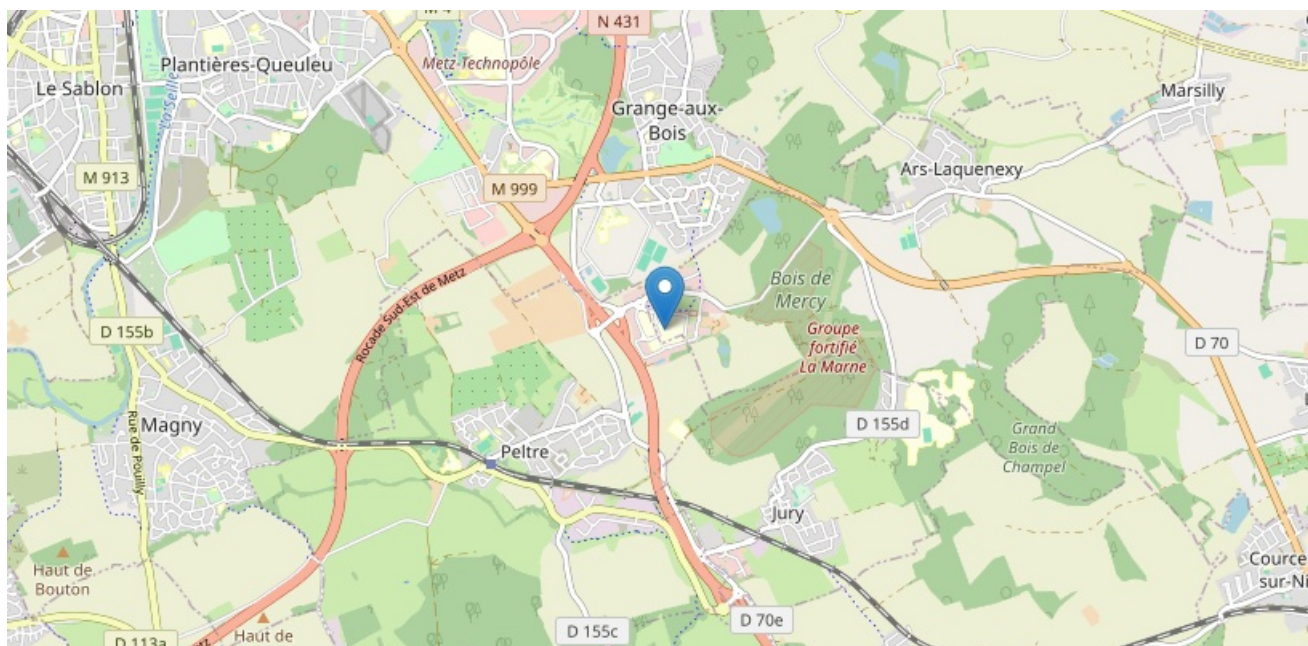 M 4
N 431
Plantières-Queuleu
Metz-Technopôle
Le Sablon
La Seille
Grange-aux-
Bois
Marsilly
M 913
M 999
Ars-Laquenexy
Rocade Sud-Est de Metz
Bois de
Mercy
D 155b
Groupe
fortifié
La Marne
D 70
Magny
Rue de Pouilly
Peltre
D 155d
Grand
Bois de
Champel
Jury
Haut de
Bouton
Cource
sur-Ni
D 155c
D 70e
D 113a
Haut de